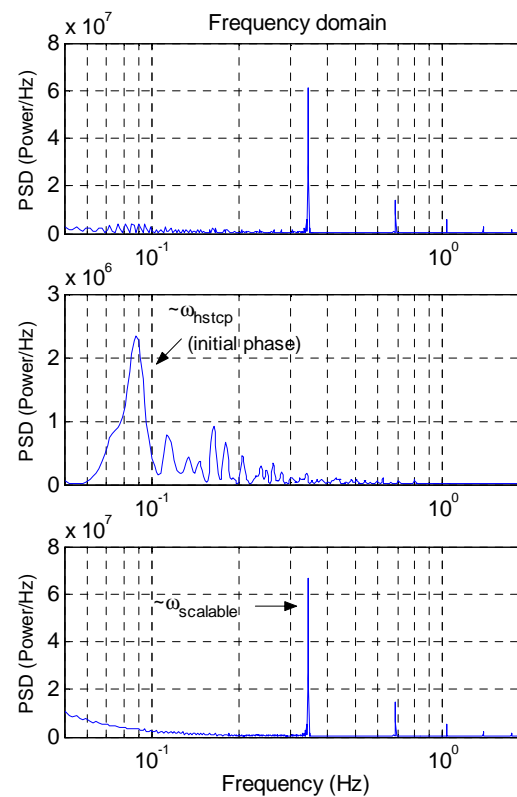 Frequency domain
x 10^7
8
6
4
2
0
PSD (Power/Hz)
10^-1
10^0
x 10^6
3
2
1
0
PSD (Power/Hz)
~ω_hstcp
(initial phase)
10^-1
10^0
x 10^7
8
6
4
2
0
PSD (Power/Hz)
~ω_scalable
10^-1
10^0
Frequency (Hz)